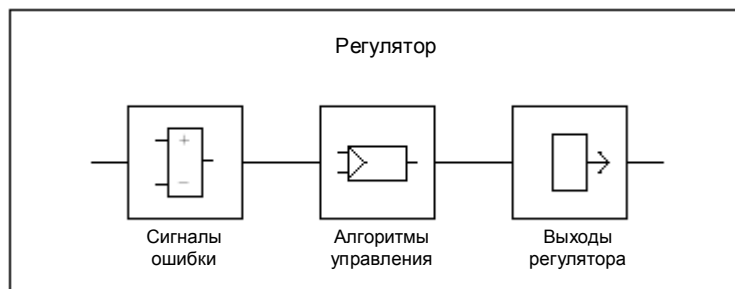 Регулятор
+
−
Сигналы
ошибки
Алгоритмы
управления
Выходы
регулятора